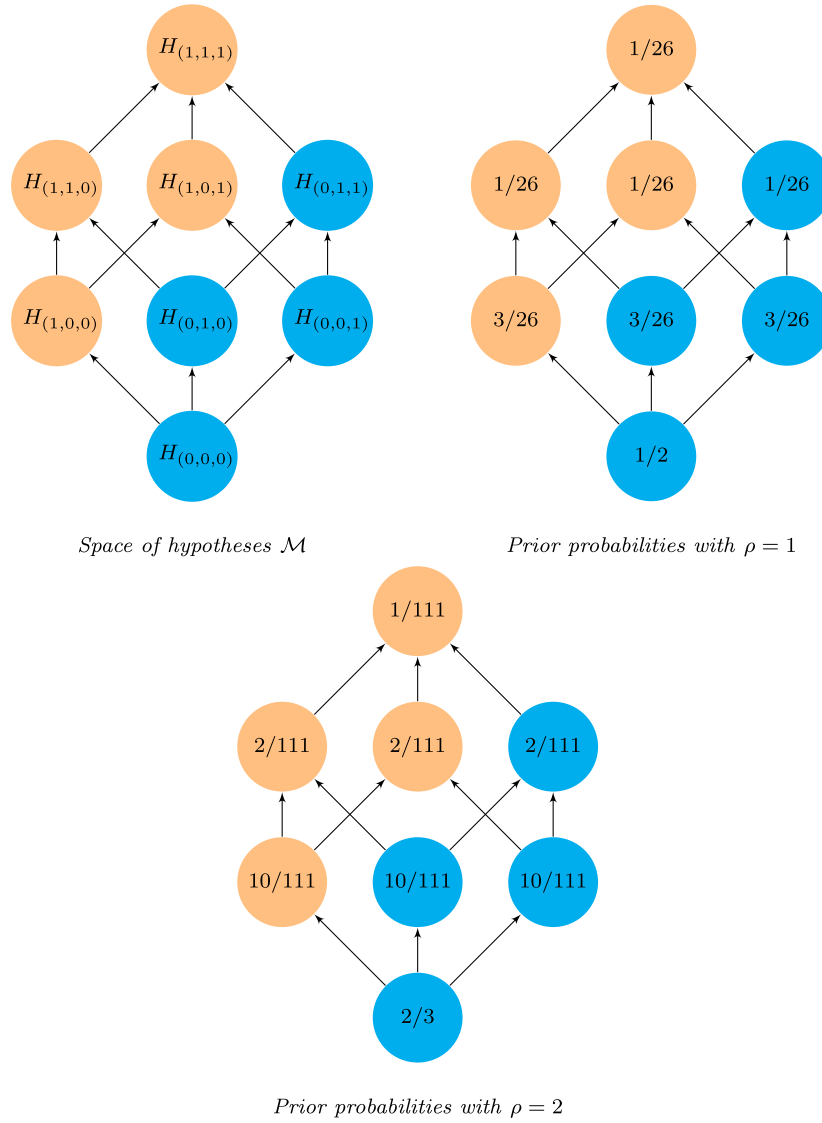 H(1,1,1) 1/26
H(1,1,0) H(1,0,1) H(0,1,1) 1/26 1/26 1/26
H(1,0,0) H(0,1,0) H(0,0,1) 3/26 3/26 3/26
H(0,0,0) 1/2
Space of hypotheses ℳ Prior probabilities with ρ = 1
1/111
2/111 2/111 2/111
10/111 10/111 10/111
2/3
Prior probabilities with ρ = 2